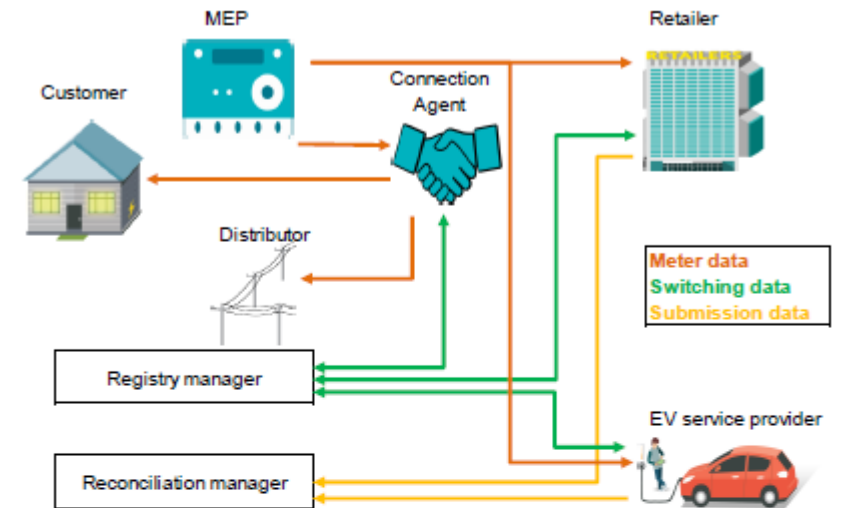 MEP
Retailer
RETAILERS
Connection
Agent
Customer
Distributor
Meter data
Switching data
Submission data
Registry manager
EV service provider
Reconciliation manager